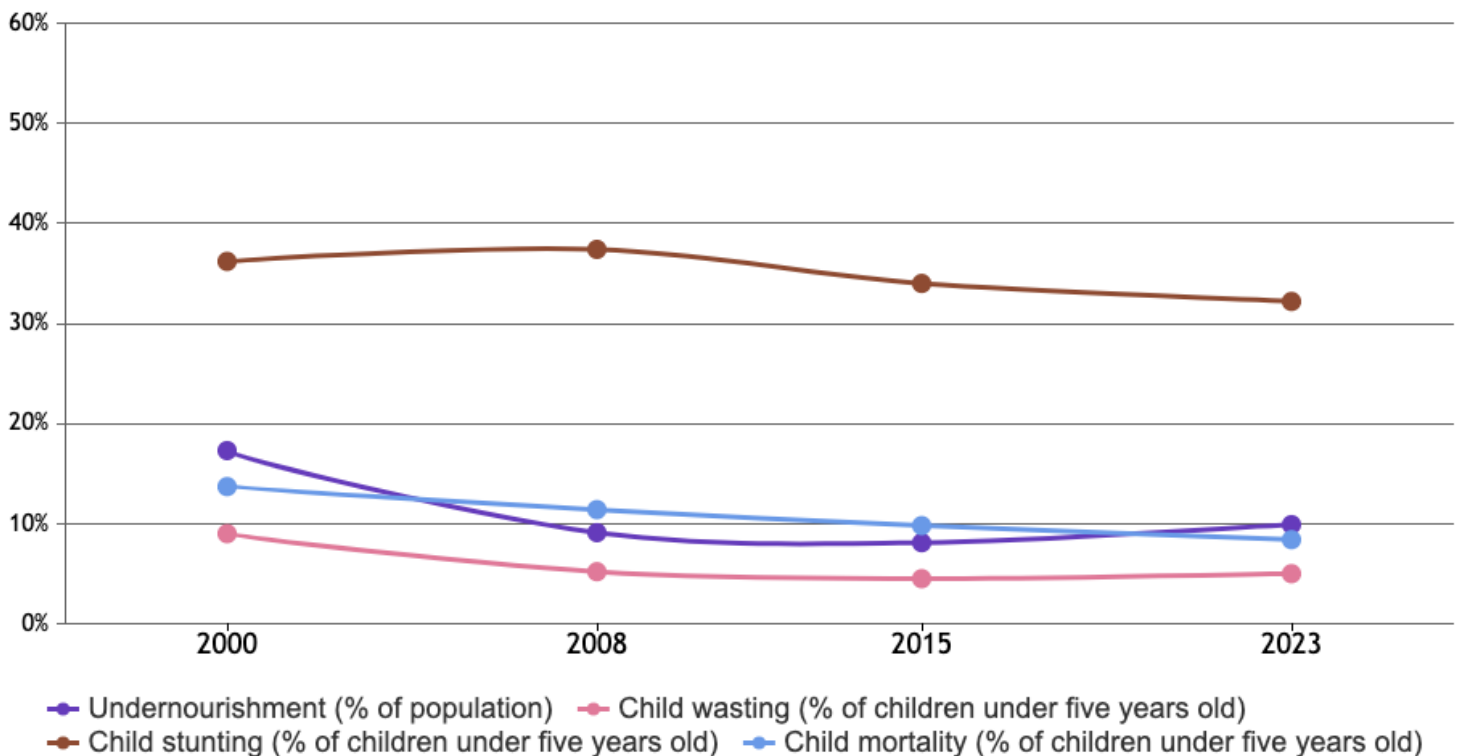 60%
50%
40%
30%
20%
10%
0%
2000 2008 2015 2023
Undernourishment (% of population) Child wasting (% of children under five years old)
Child stunting (% of children under five years old) Child mortality (% of children under five years old)